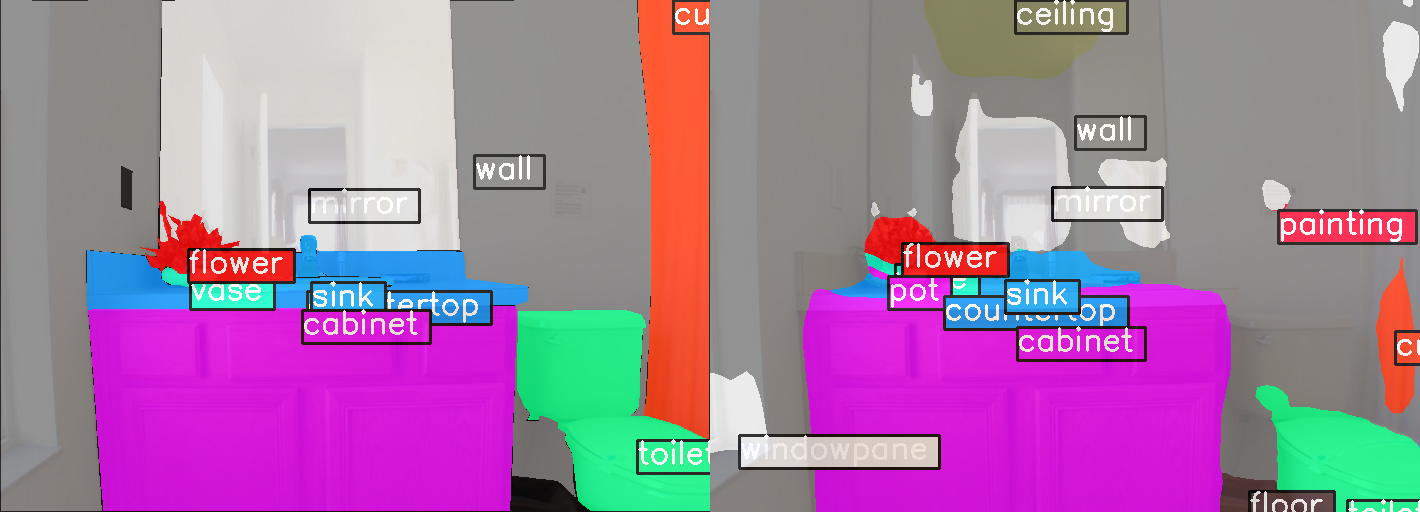 cu
wall
mirror
flower
vase
sink
tertop
cabinet
toilet
ceiling
wall
mirror
painting
flower
pot
e
sink
countertop
cabinet
windowpane
floor